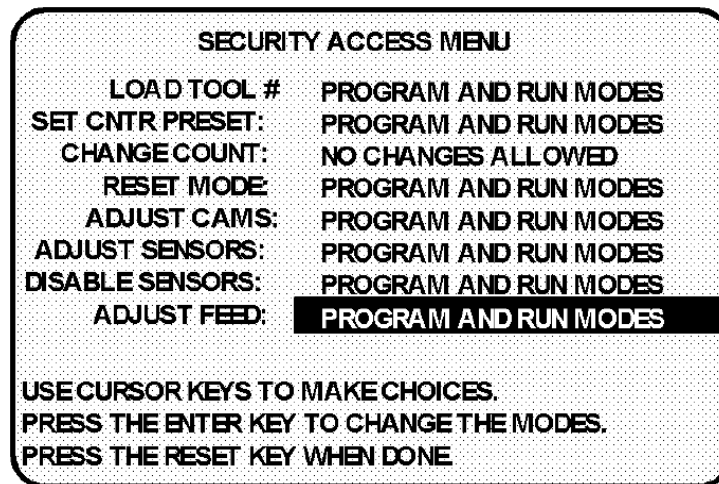 SECURITY ACCESS MENU
LOAD TOOL # PROGRAM AND RUN MODES
SET CNTR PRESET: PROGRAM AND RUN MODES
CHANGE COUNT: NO CHANGES ALLOWED
RESET MODE: PROGRAM AND RUN MODES
ADJUST CAMS: PROGRAM AND RUN MODES
ADJUST SENSORS: PROGRAM AND RUN MODES
DISABLE SENSORS: PROGRAM AND RUN MODES
ADJUST FEED: PROGRAM AND RUN MODES
USE CURSOR KEYS TO MAKE CHOICES.
PRESS THE ENTER KEY TO CHANGE THE MODES.
PRESS THE RESET KEY WHEN DONE